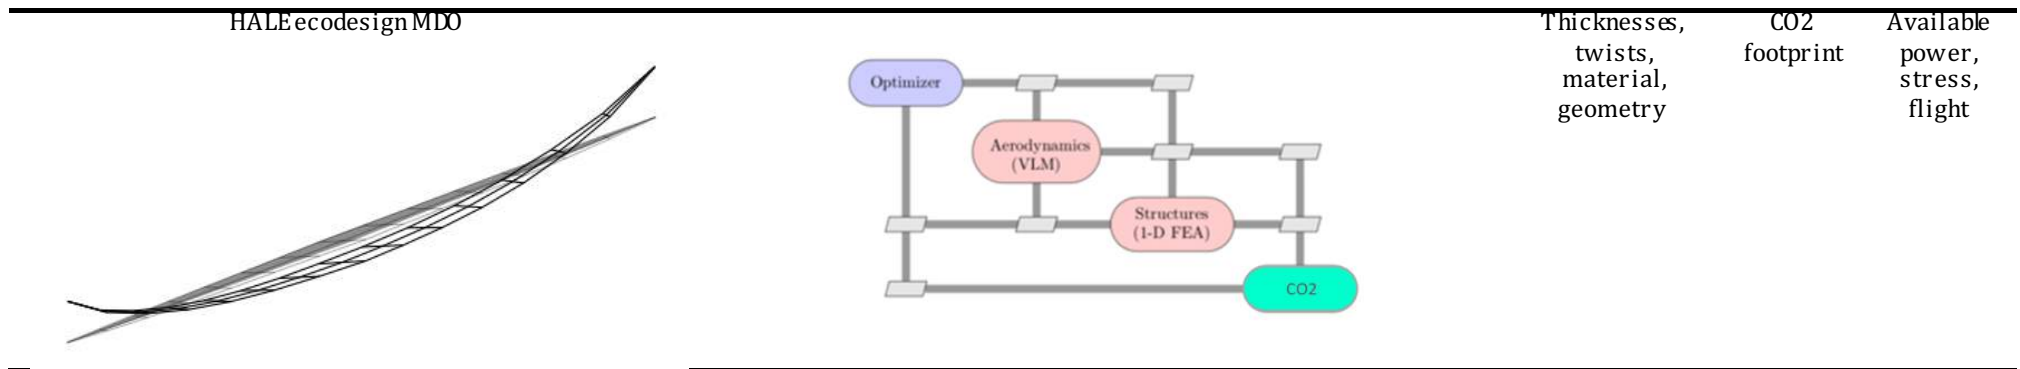 HALE ecodesign MDO
Optimizer
Aerodynamics
(VLM)
Structures
(1-D FEA)
CO2
Thicknesses,
twists,
material,
geometry
CO2
footprint
Available
power,
stress,
flight